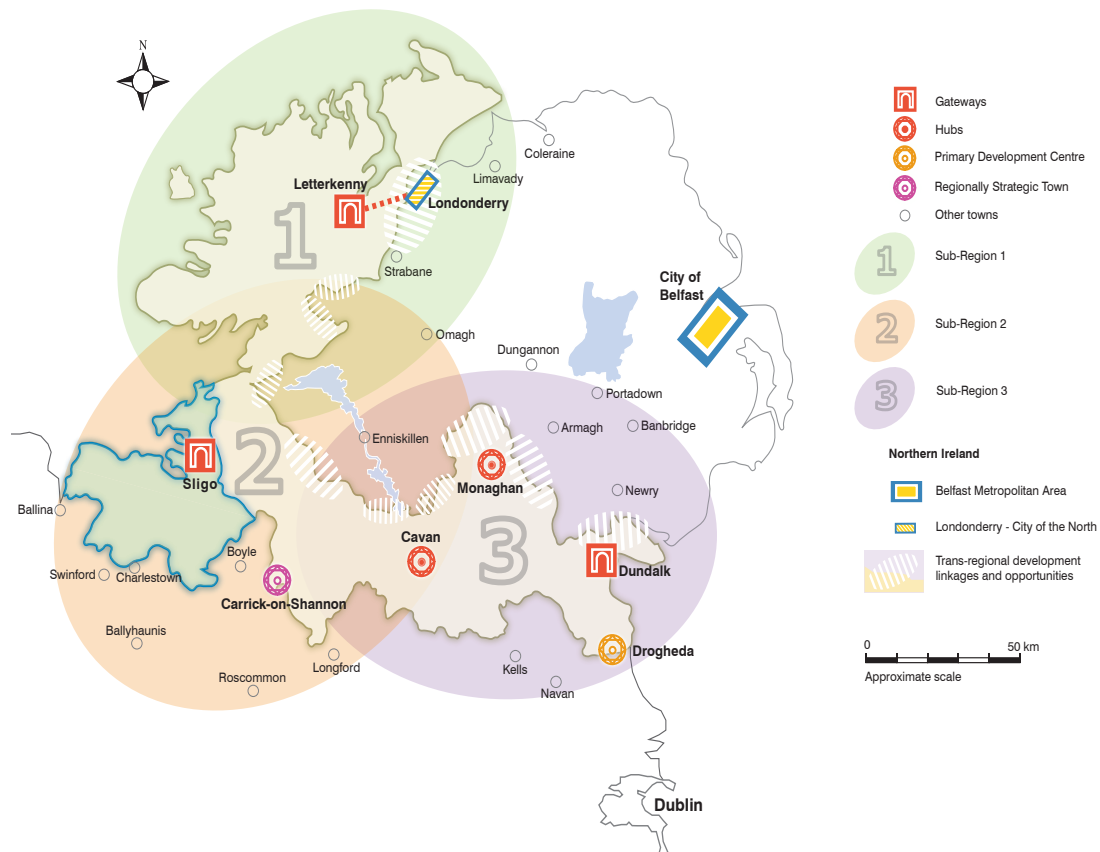 N
Coleraine
Limavady
Letterkenny
Londonderry
1
Strabane
City of
Belfast
Omagh
Dungannon
Portadown
Armagh
Banbridge
Enniskillen
2
Sligo
Monaghan
Newry
Ballina
Cavan
3
Boyle
Swinford
Charlestown
Dundalk
Carrick-on-Shannon
Ballyhaunis
Drogheda
Longford
Kells
Roscommon
Navan
Dublin
Gateways
Hubs
Primary Development Centre
Regionally Strategic Town
Other towns
1
Sub-Region 1
2
Sub-Region 2
3
Sub-Region 3
Northern Ireland
Belfast Metropolitan Area
Londonderry - City of the North
Trans-regional development
linkages and opportunities
0 50 km
Approximate scale